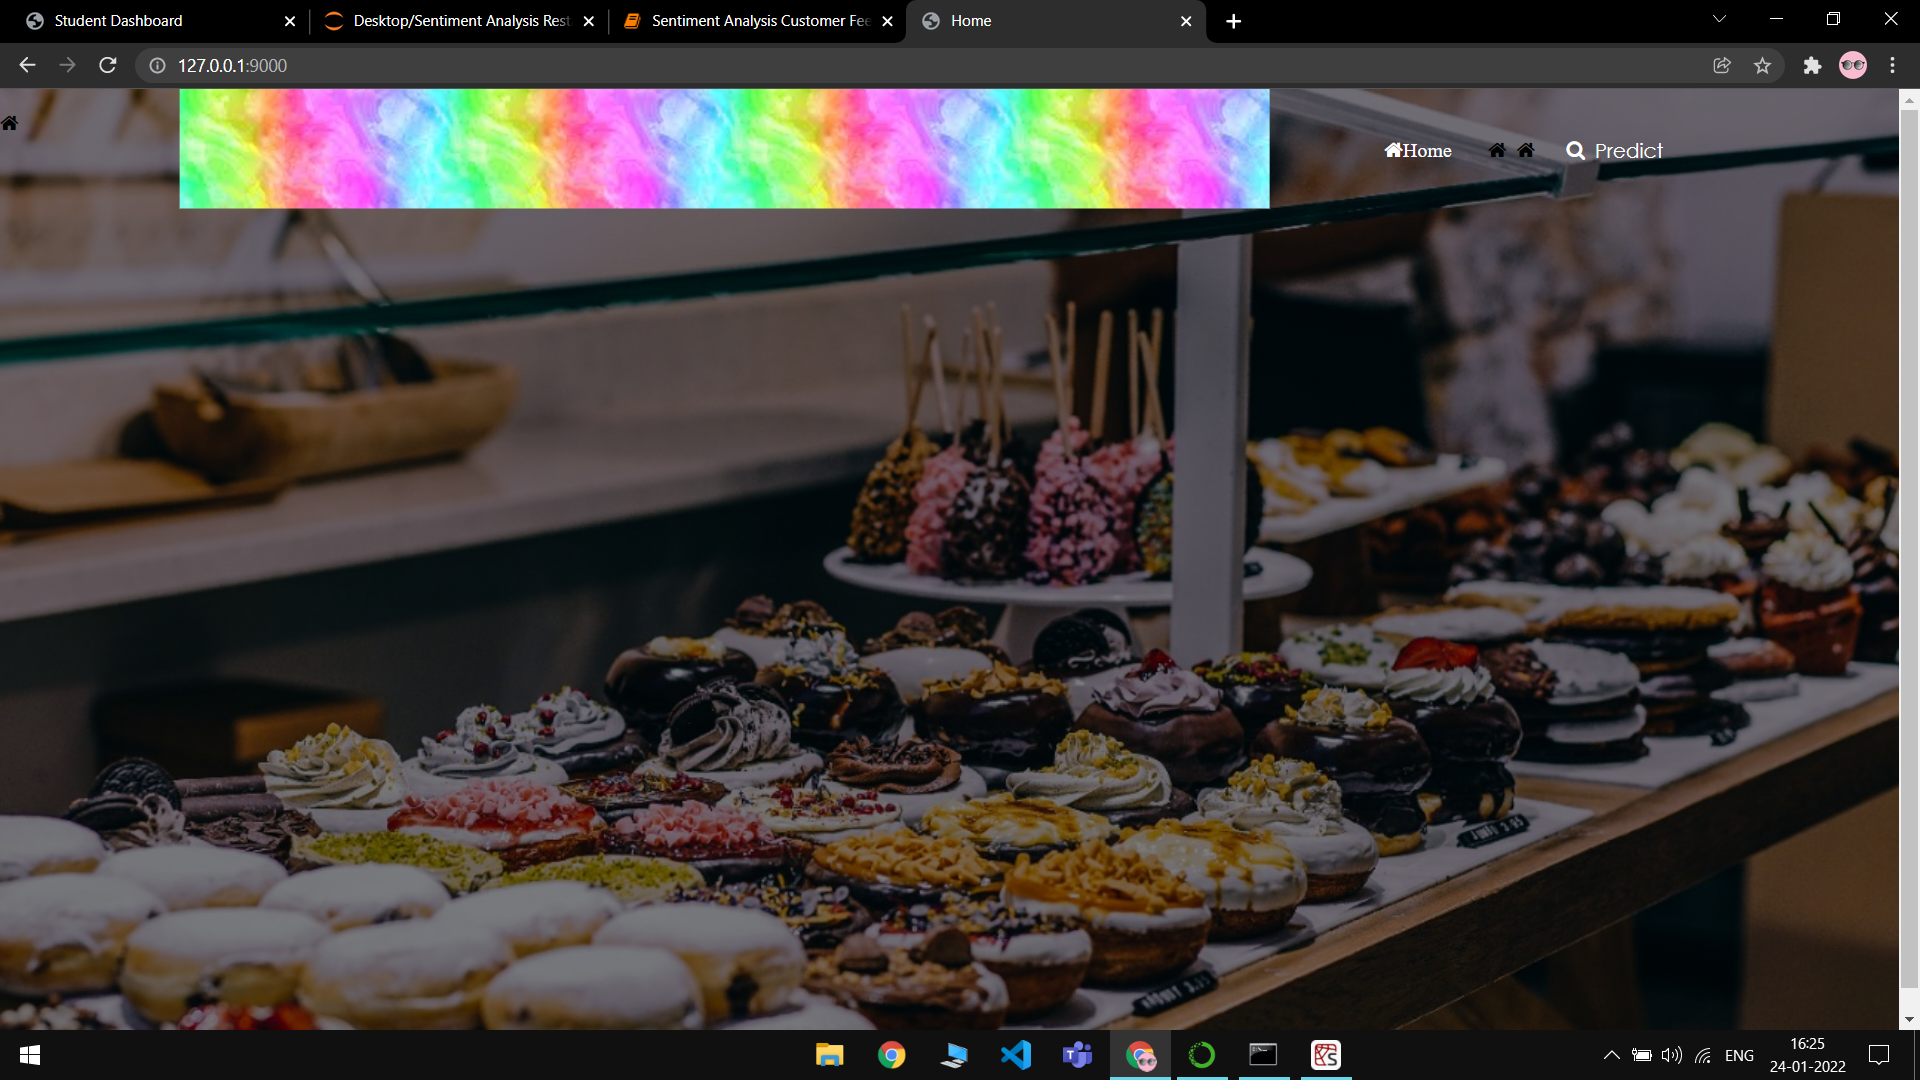 Student Dashboard
Desktop/Sentiment Analysis Rest
Sentiment Analysis Customer Fee
Home
127.0.0.1:9000
Home
Predict
ENG
16:25
24-01-2022